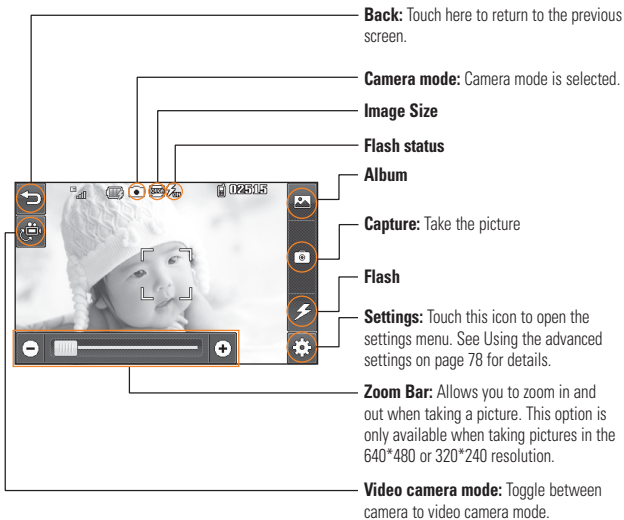 Back: Touch here to return to the previous
screen.
Camera mode: Camera mode is selected.
Image Size
Flash status
Album
02515
Capture: Take the picture
Flash
Settings: Touch this icon to open the
settings menu. See Using the advanced
settings on page 78 for details.
Zoom Bar: Allows you to zoom in and
out when taking a picture. This option is
only available when taking pictures in the
640*480 or 320*240 resolution.
Video camera mode: Toggle between
camera to video camera mode.